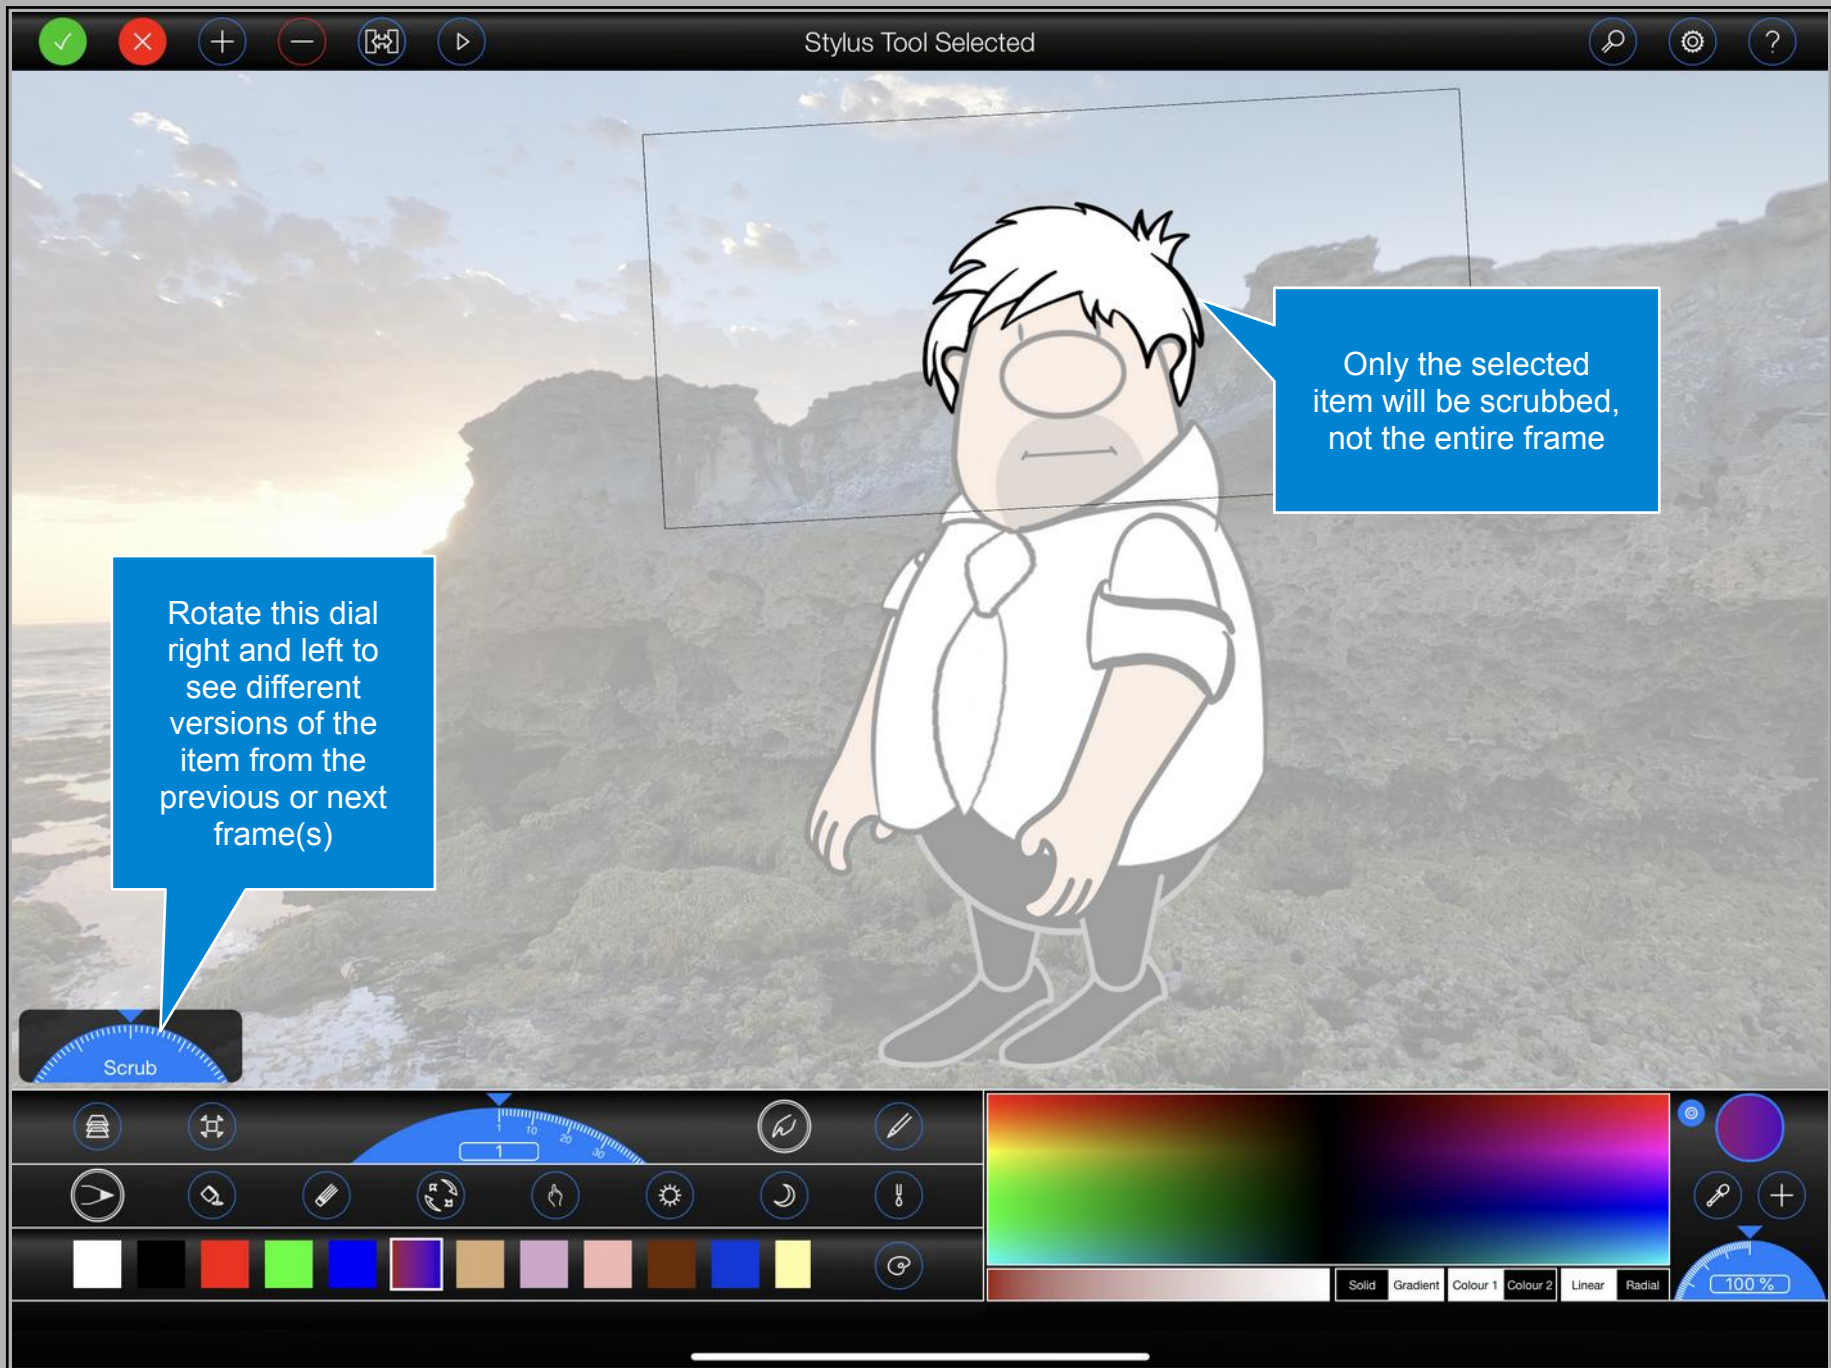 Stylus Tool Selected
?
Only the selected
item will be scrubbed,
not the entire frame
Rotate this dial
right and left to
see different
versions of the
item from the
previous or next
frame(s)
Scrub
1 10 20 30
1
Solid Gradient Colour 1 Colour 2 Linear Radial
100 %